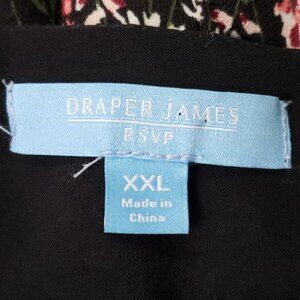 DRAPER JAMES
RSVP
XXL
Made in
China